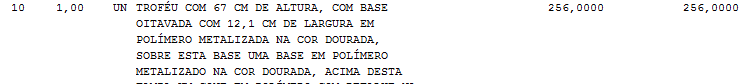 10 1,00 UN TROFÉU COM 67 CM DE ALTURA, COM BASE 256,0000 256,0000
OITAVADA COM 12,1 CM DE LARGURA EM
POLÍMERO METALIZADA NA COR DOURADA,
SOBRE ESTA BASE UMA BASE EM POLÍMERO
METALIZADO NA COR DOURADA, ACIMA DESTA